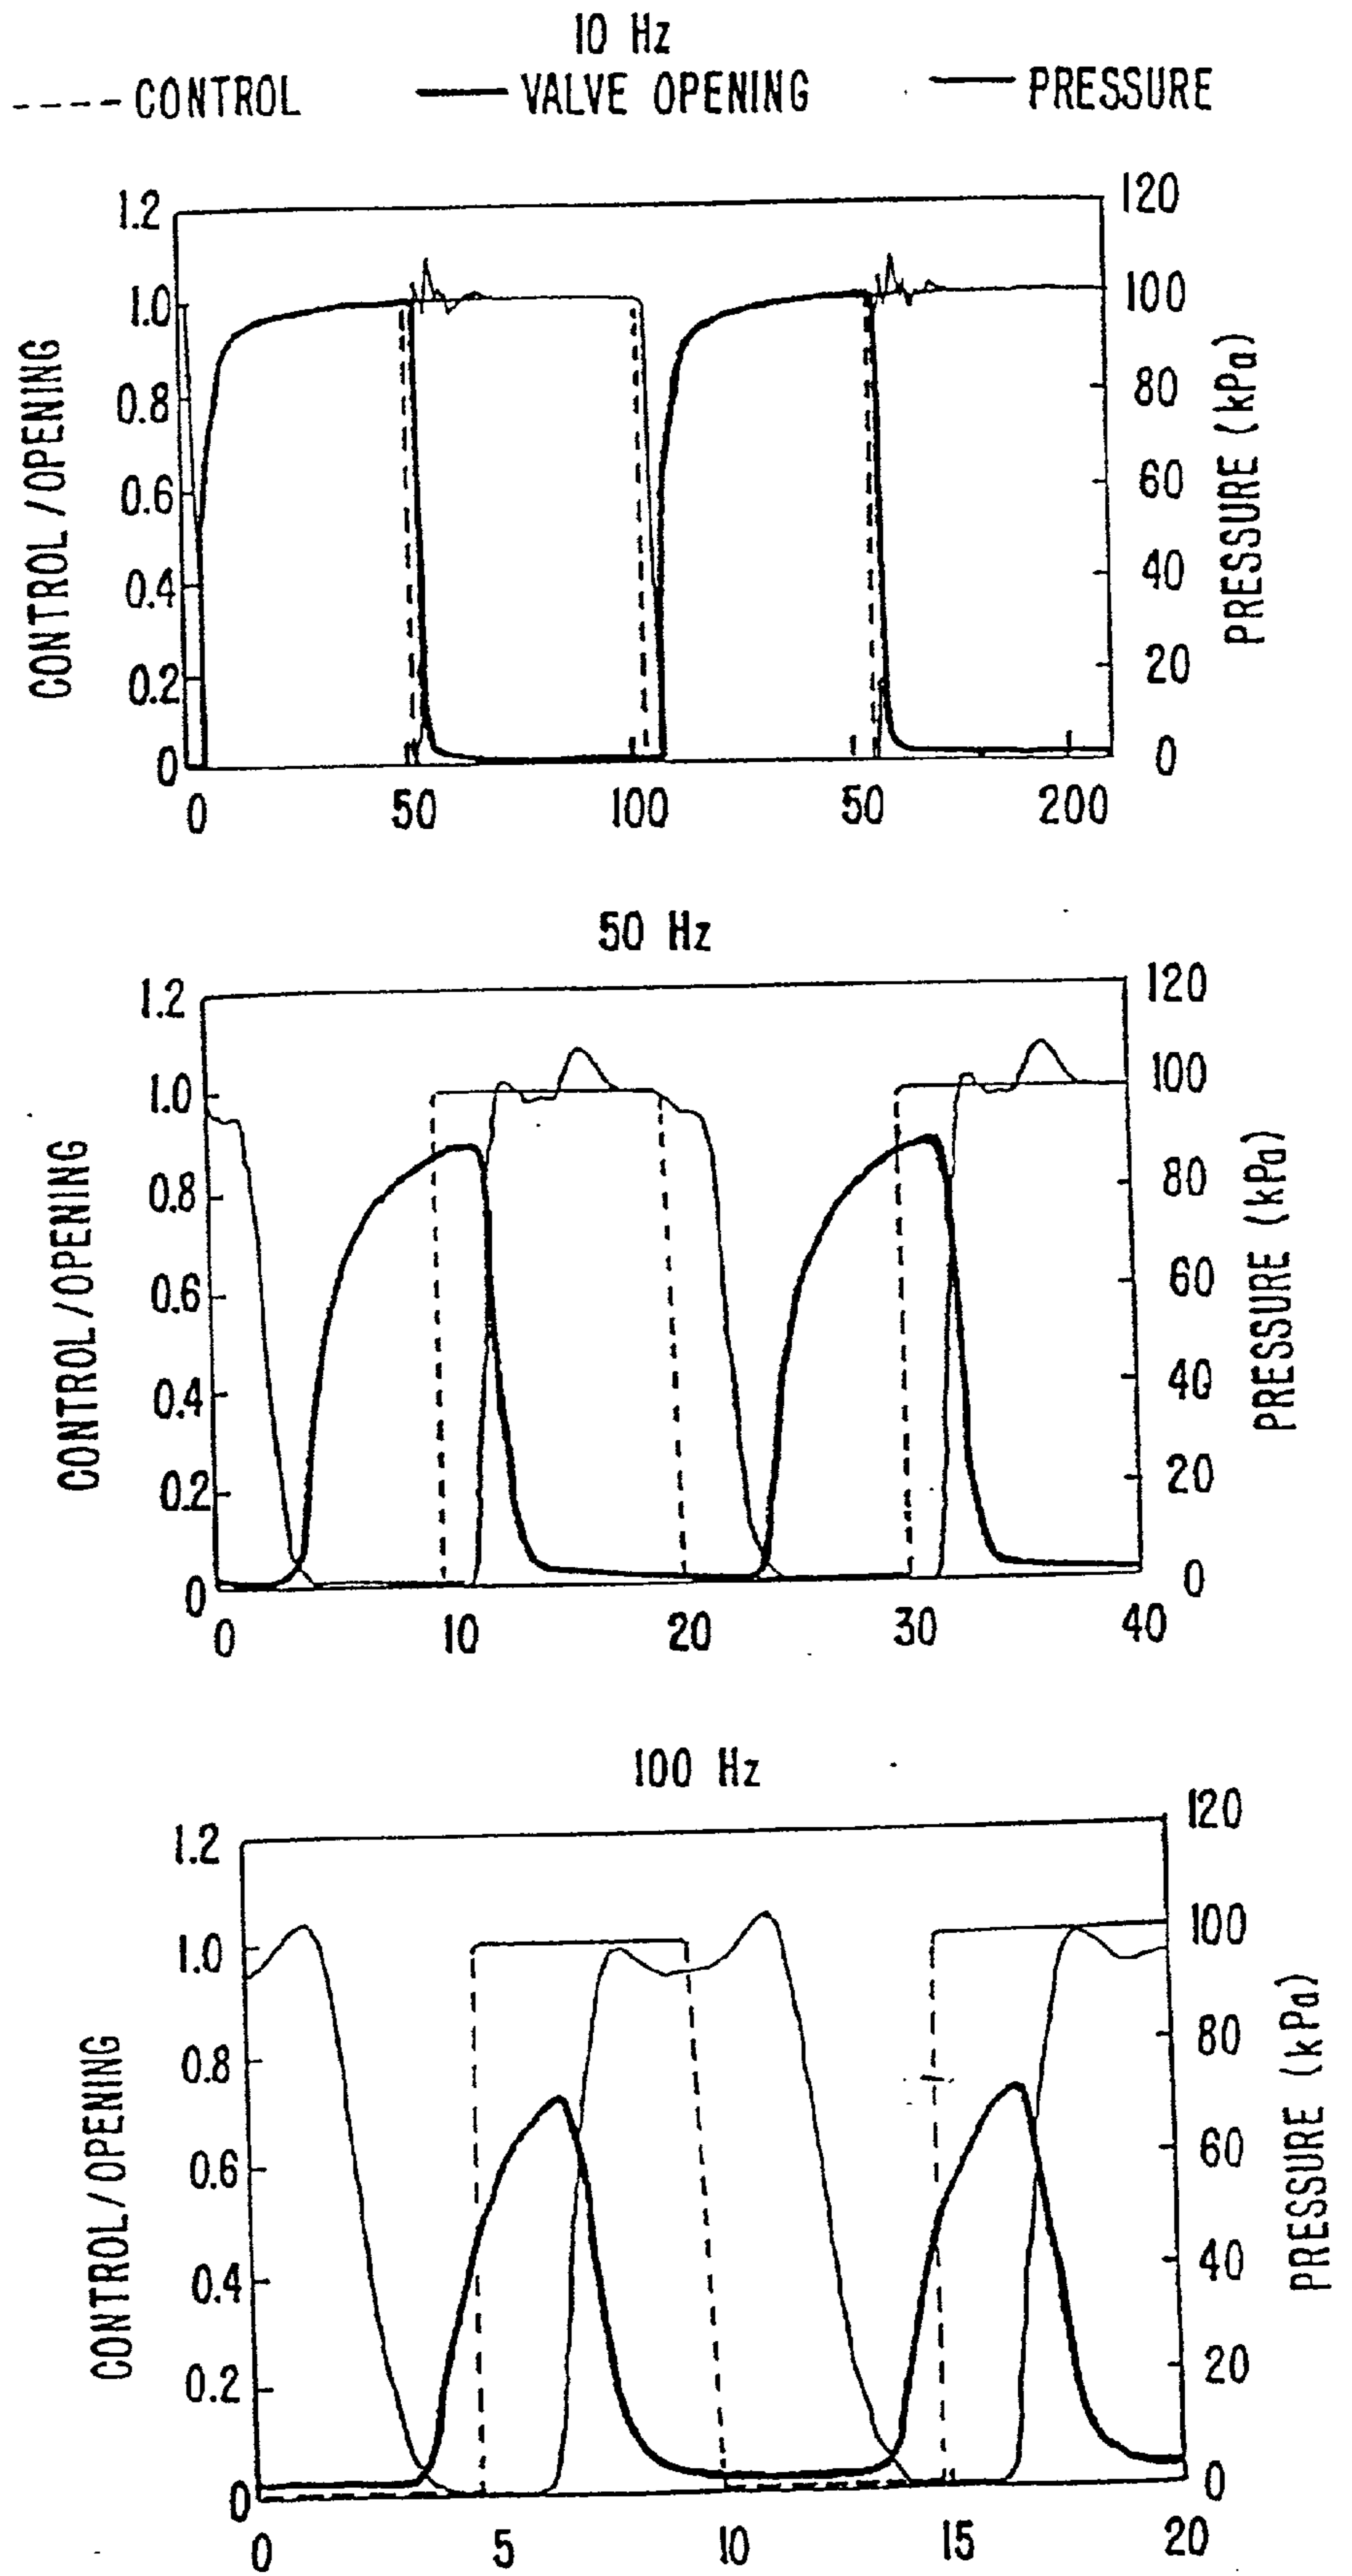 10 Hz
CONTROL VALVE OPENING PRESSURE
1.2 120
1.0 100
0.8 80
0.6 60
0.4 40
0.2 20
0 0
CONTROL/OPENING
PRESSURE (kPa)
0 50 100 50 200
50 Hz
1.2 120
1.0 100
0.8 80
0.6 60
0.4 40
0.2 20
0 0
CONTROL/OPENING
PRESSURE (kPa)
0 10 20 30 40
100 Hz
1.2 120
1.0 100
0.8 80
0.6 60
0.4 40
0.2 20
0 0
CONTROL/OPENING
PRESSURE (kPa)
0 5 10 15 20